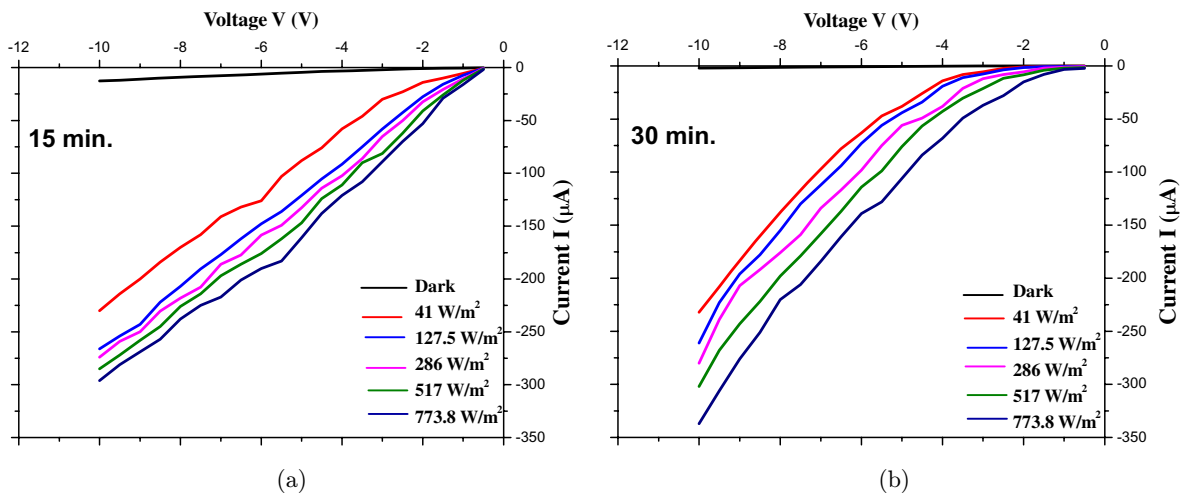 Voltage V (V)
-12 -10 -8 -6 -4 -2 0
0
-50
-100
-150
-200
-250
-300
-350
Current I (μA)
15 min.
Dark
41 W/m²
127.5 W/m²
286 W/m²
517 W/m²
773.8 W/m²
(a)
Voltage V (V)
-12 -10 -8 -6 -4 -2 0
0
-50
-100
-150
-200
-250
-300
-350
Current I (μA)
30 min.
Dark
41 W/m²
127.5 W/m²
286 W/m²
517 W/m²
773.8 W/m²
(b)